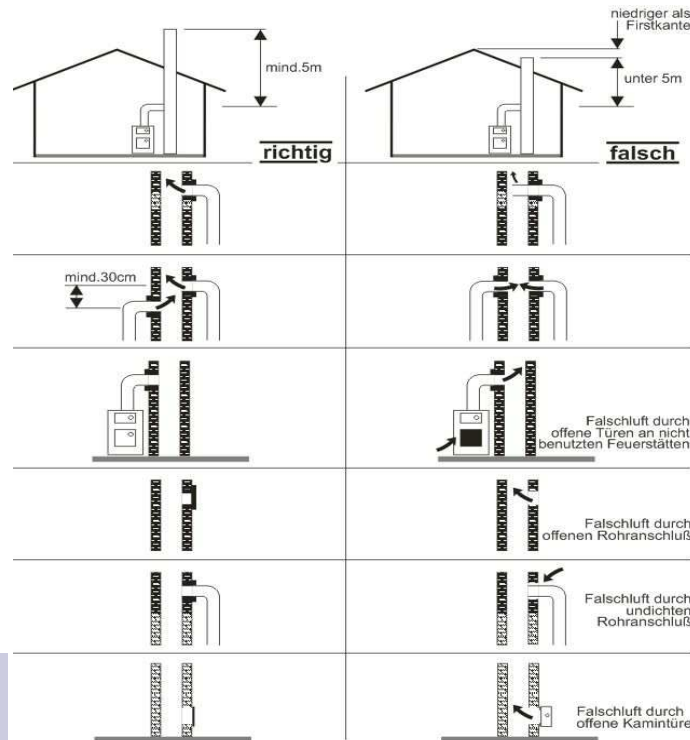 niedriger als
Firstkante
mind.5m
unter 5m
richtig
falsch
mind.30cm
Falschluft durch
offene Türen an nicht
benutzten Feuerstätten
Falschluft durch
offenen Rohranschluß
Falschluft durch
undichten
Rohranschluß
Falschluft durch
offene Kamintüre